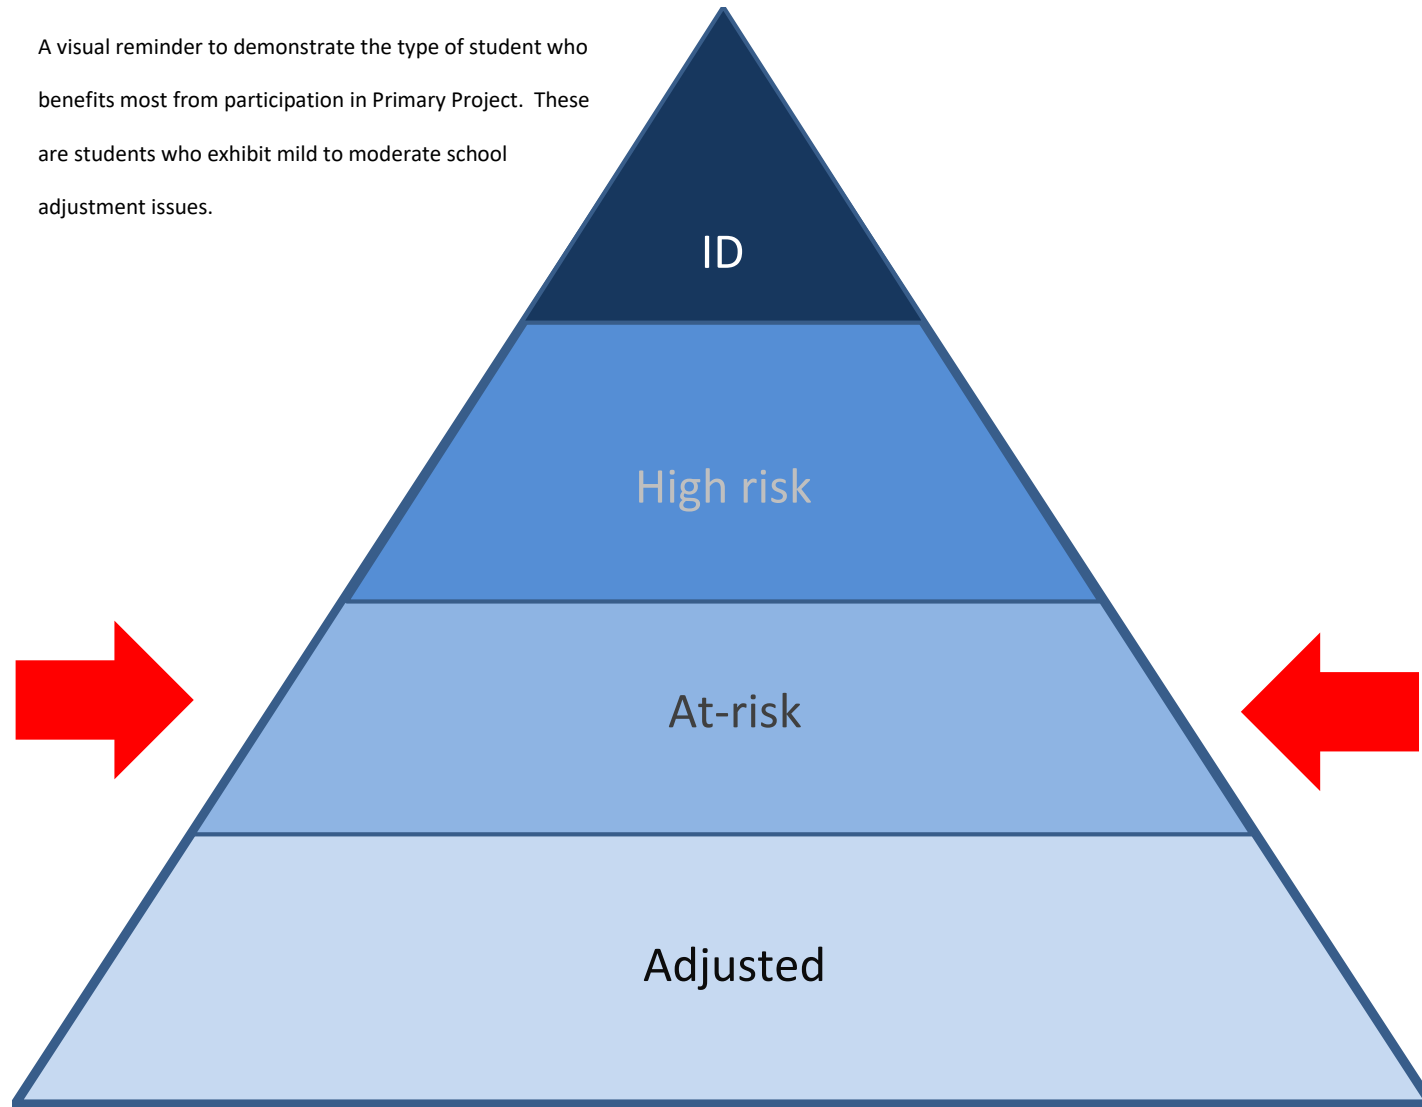 A visual reminder to demonstrate the type of student who
benefits most from participation in Primary Project.  These
are students who exhibit mild to moderate school
adjustment issues.
ID
High risk
At-risk
Adjusted